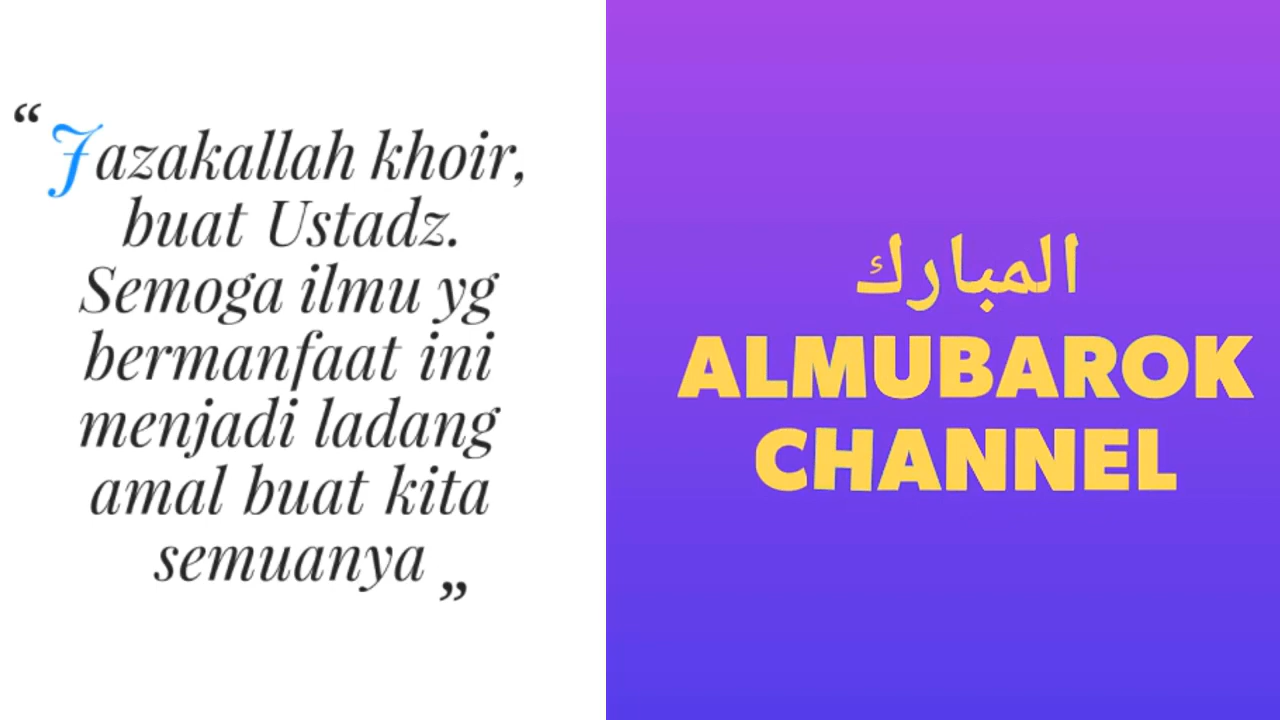 “Jazakallah khoir,
buat Ustadz.
Semoga ilmu yg
bermanfaat ini
menjadi ladang
amal buat kita
semuanya”
المبارك
ALMUBAROK
CHANNEL